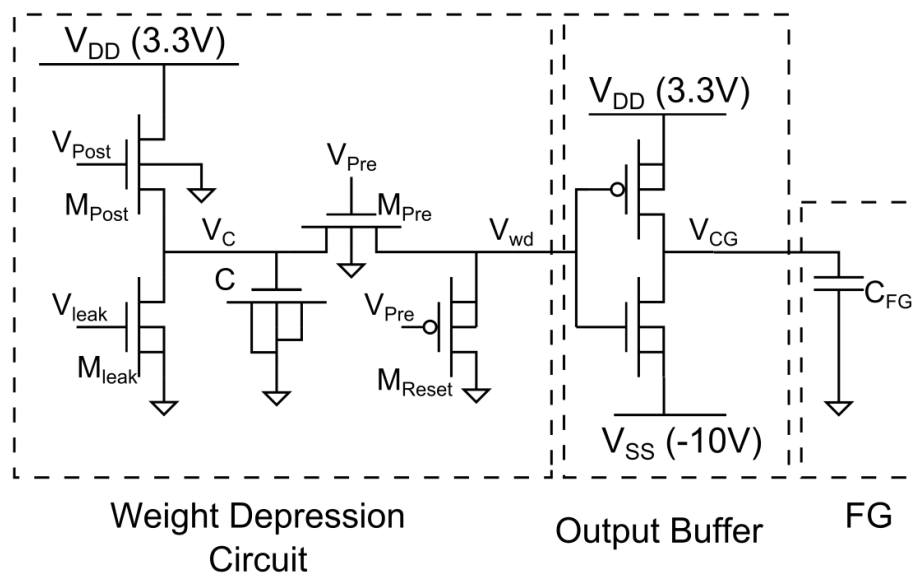 VDD (3.3V)
VPost
MPost
VC
C
Vleak
Mleak
VPre
MPre
Vwd
VPre
MReset
VDD (3.3V)
VCG
VSS (-10V)
CFG
Weight Depression
Circuit
Output Buffer
FG